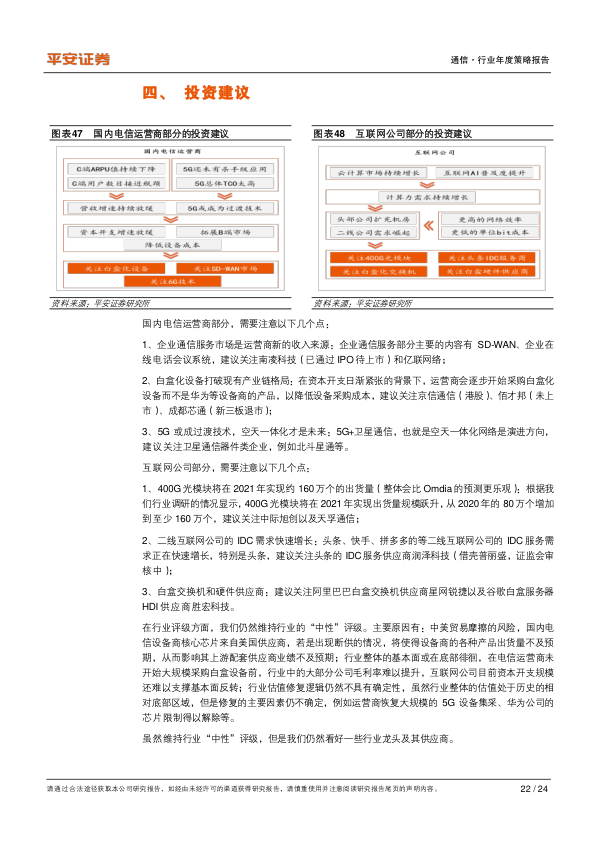 平安证券
通信·行业年度策略报告
四、 投资建议
图表47 国内电信运营商部分的投资建议
图表48 互联网公司部分的投资建议
国内电信运营商
C端ARPU值持续下降
5G还未有杀手级应用
C端用户数目接近瓶颈
5G总体TCO太高
营收增速持续放缓
5G或成为过渡技术
资本开支增速放缓
拓展B端市场
降低设备成本
关注白盒化设备
关注SD-WAN市场
关注6G技术
互联网公司
云计算市场持续增长
互联网AI普及度提升
计算力需求持续增长
头部公司扩充机房
更高的网络效率
二线公司需求崛起
更低的单位bit成本
关注400G光模块
关注头条IDC服务商
关注白盒化交换机
关注白盒硬件供应商
资料来源：平安证券研究所
资料来源：平安证券研究所
国内电信运营商部分，需要注意以下几个点：
1、企业通信服务市场是运营商新的收入来源：企业通信服务部分主要的内容有 SD-WAN、企业在
线电话会议系统，建议关注南凌科技（已通过 IPO 待上市）和亿联网络；
2、白盒化设备打破现有产业链格局：在资本开支日渐紧张的背景下，运营商会逐步开始采购白盒化
设备而不是华为等设备商的产品，以降低设备采购成本，建议关注京信通信（港股）、佰才邦（未上
市）、成都芯通（新三板退市）；
3、5G 或成过渡技术，空天一体化才是未来：5G+卫星通信，也就是空天一体化网络是演进方向，
建议关注卫星通信器件类企业，例如北斗星通等。
互联网公司部分，需要注意以下几个点：
1、400G 光模块将在 2021 年实现约 160 万个的出货量（整体会比 Omdia 的预测更乐观）：根据我
们行业调研的情况显示，400G 光模块将在 2021 年实现出货量规模跃升，从 2020 年的 80 万个增加
到至少 160 万个，建议关注中际旭创以及天孚通信；
2、二线互联网公司的 IDC 需求快速增长：头条、快手、拼多多的等二线互联网公司的 IDC 服务需
求正在快速增长，特别是头条，建议关注头条的 IDC 服务供应商润泽科技（借壳普丽盛，证监会审
核中）；
3、白盒交换机和硬件供应商：建议关注阿里巴巴白盒交换机供应商星网锐捷以及谷歌白盒服务器
HDI 供应商胜宏科技。
在行业评级方面，我们仍然维持行业的“中性”评级。主要原因有：中美贸易摩擦的风险，国内电
信设备商核心芯片来自美国供应商，若是出现断供的情况，将使得设备商的各种产品出货量不及预
期，从而影响其上游配套供应商业绩不及预期；行业整体的基本面或在底部徘徊，在电信运营商未
开始大规模采购白盒设备前，行业中的大部分公司毛利率难以提升，互联网公司目前资本开支规模
还难以支撑基本面反转；行业估值修复逻辑仍然不具有确定性，虽然行业整体的估值处于历史的相
对底部区域，但是修复的主要因素仍不确定，例如运营商恢复大规模的 5G 设备集采、华为公司的
芯片限制得以解除等。
虽然维持行业“中性”评级，但是我们仍然看好一些行业龙头及其供应商。
请通过合法途径获取本公司研究报告，如经由未经许可的渠道获得研究报告，请慎重使用并注意阅读研究报告尾页的声明内容。
22 / 24